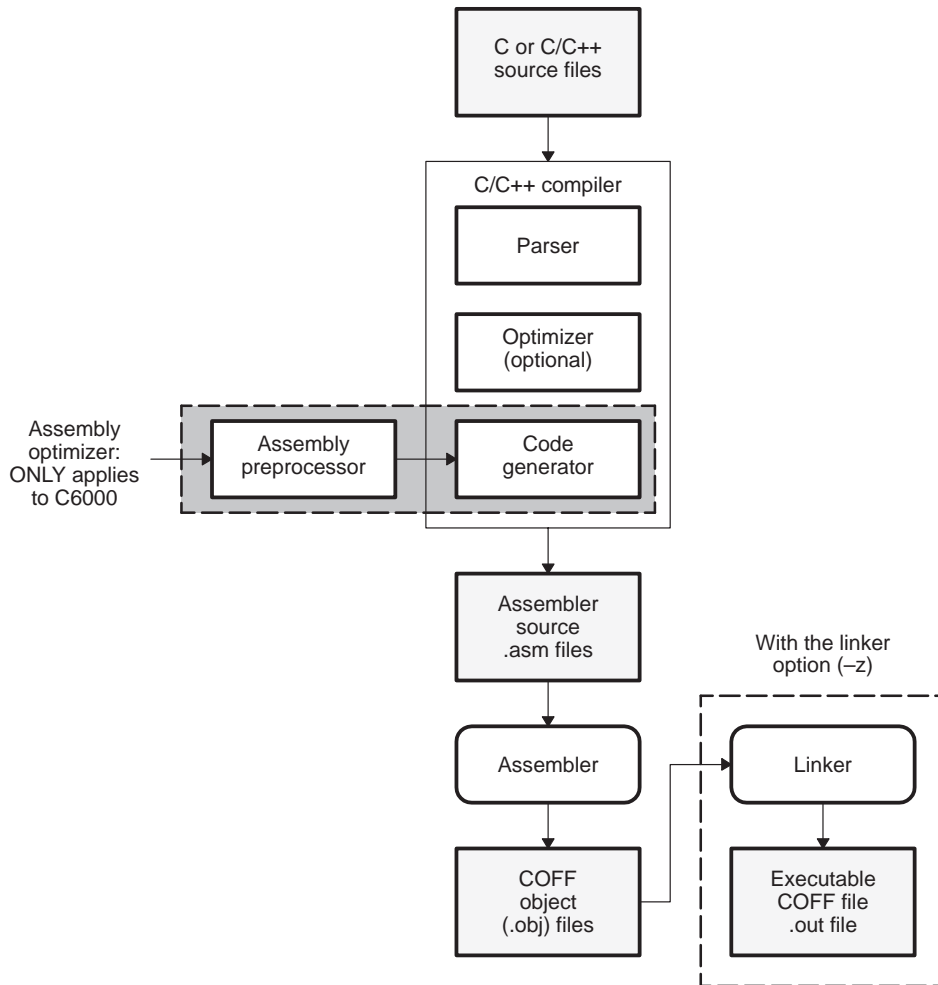 C or C/C++
source files
C/C++ compiler
Parser
Optimizer
(optional)
Assembly
optimizer:
ONLY applies
to C6000
Assembly
preprocessor
Code
generator
Assembler
source
.asm files
With the linker
option (–z)
Assembler
Linker
COFF
object
(.obj) files
Executable
COFF file
.out file